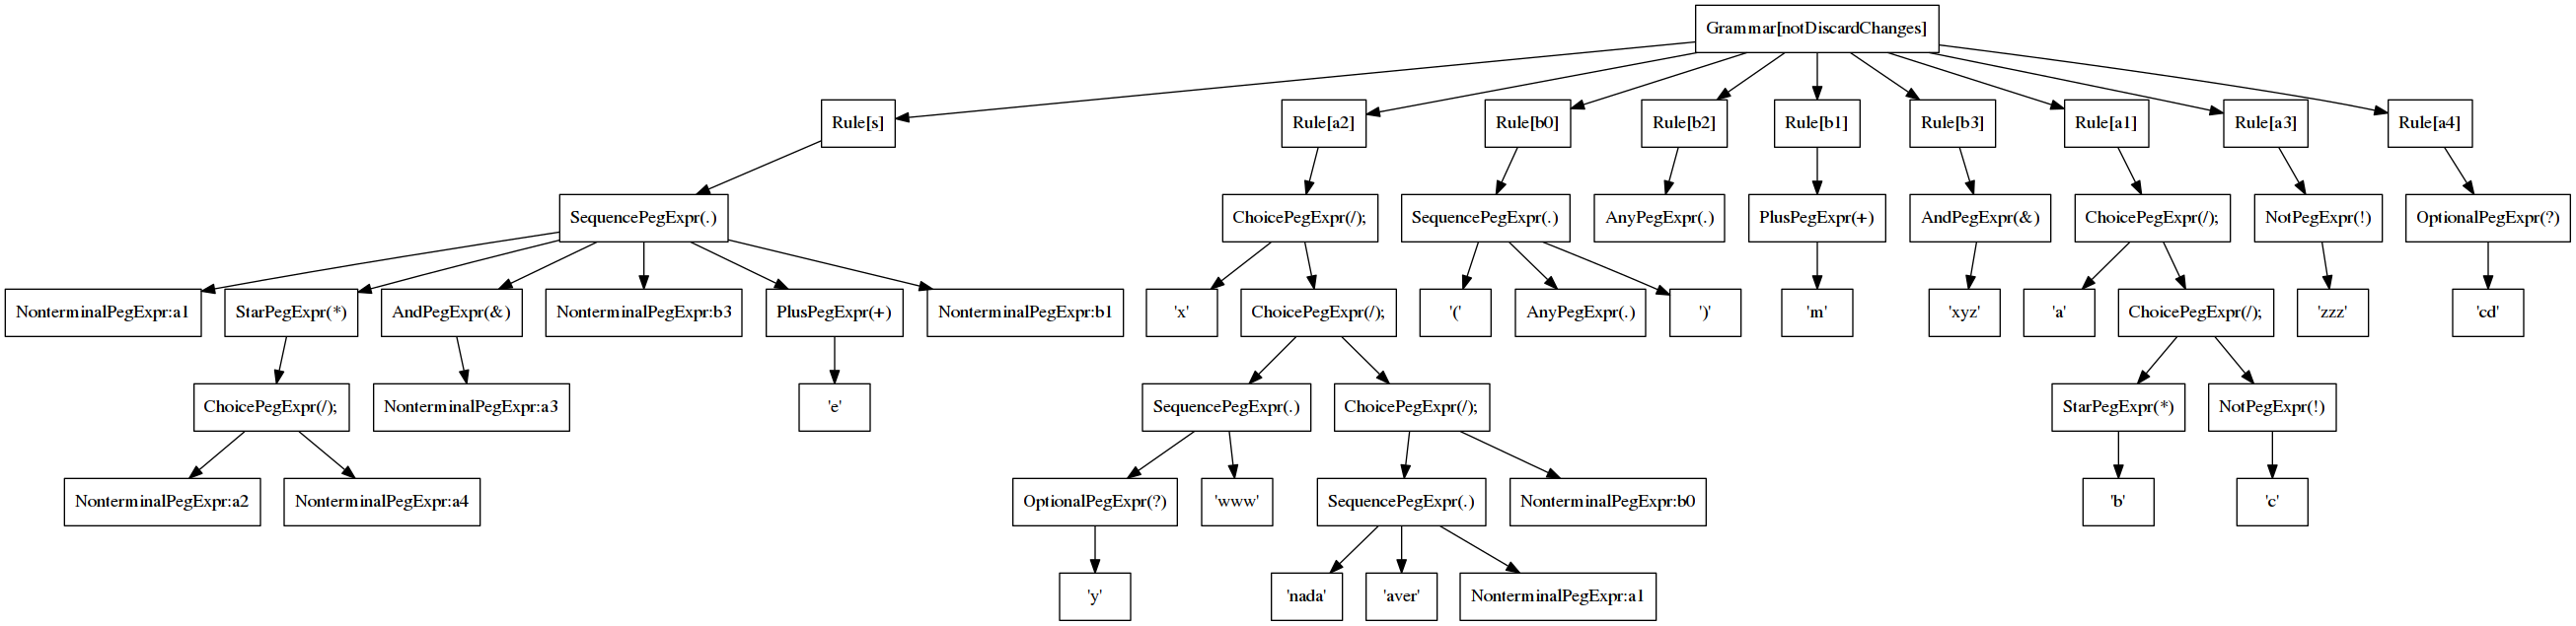 Grammar[notDiscardChanges]
Rule[s]
Rule[a2]
Rule[b0]
Rule[b2]
Rule[b1]
Rule[b3]
Rule[a1]
Rule[a3]
Rule[a4]
SequencePegExpr(.)
ChoicePegExpr(/);
SequencePegExpr(.)
AnyPegExpr(.)
PlusPegExpr(+)
AndPegExpr(&)
ChoicePegExpr(/);
NotPegExpr(!)
OptionalPegExpr(?)
NonterminalPegExpr:a1
StarPegExpr(*)
AndPegExpr(&)
NonterminalPegExpr:b3
PlusPegExpr(+)
NonterminalPegExpr:b1
'x'
ChoicePegExpr(/);
'('
AnyPegExpr(.)
')'
'm'
'xyz'
'a'
ChoicePegExpr(/);
'zzz'
'cd'
ChoicePegExpr(/);
NonterminalPegExpr:a3
'e'
SequencePegExpr(.)
ChoicePegExpr(/);
StarPegExpr(*)
NotPegExpr(!)
NonterminalPegExpr:a2
NonterminalPegExpr:a4
OptionalPegExpr(?)
'www'
SequencePegExpr(.)
NonterminalPegExpr:b0
'b'
'c'
'y'
'nada'
'aver'
NonterminalPegExpr:a1